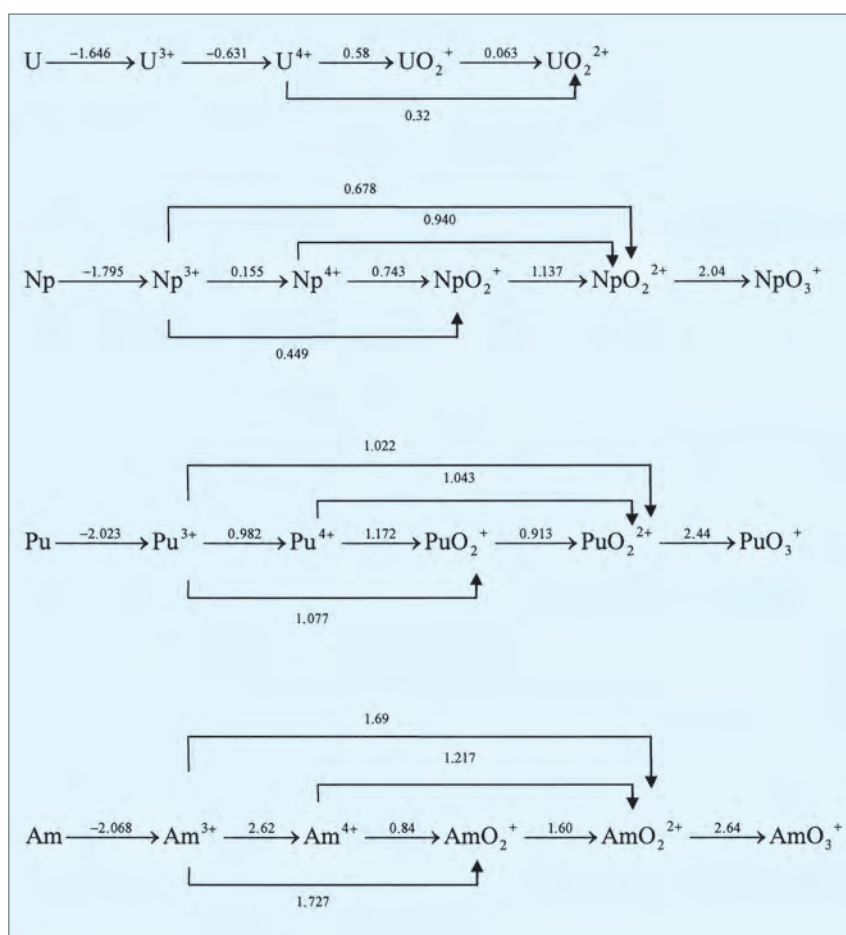 U −1.646 U3+ −0.631 U4+ 0.58 UO2+ 0.063 UO22+
0.32
0.678
0.940
Np −1.795 Np3+ 0.155 Np4+ 0.743 NpO2+ 1.137 NpO22+ 2.04 NpO3+
0.449
1.022
1.043
Pu −2.023 Pu3+ 0.982 Pu4+ 1.172 PuO2+ 0.913 PuO22+ 2.44 PuO3+
1.077
1.69
1.217
Am −2.068 Am3+ 2.62 Am4+ 0.84 AmO2+ 1.60 AmO22+ 2.64 AmO3+
1.727